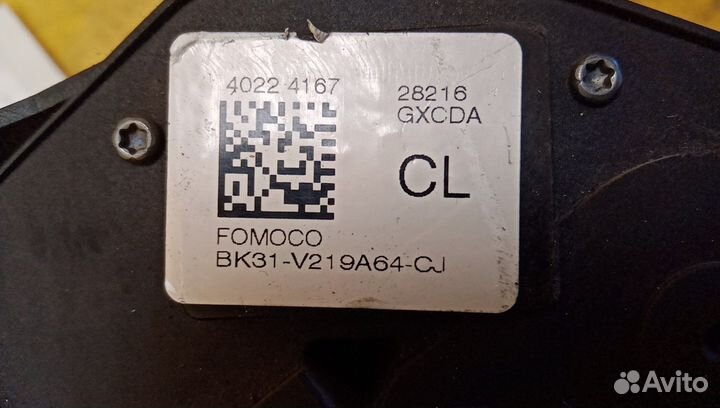 4022 4167
28216
GXCDA
CL
FOMOCO
BK31-V219A64-CJ
Avito